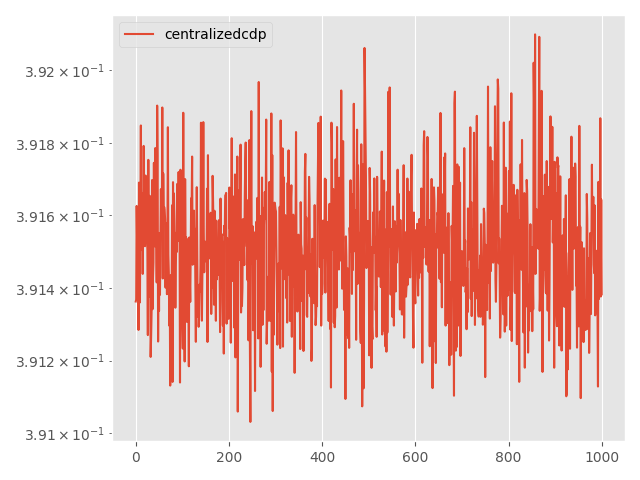 centralizedcdp
3.92 × 10⁻¹
3.918 × 10⁻¹
3.916 × 10⁻¹
3.914 × 10⁻¹
3.912 × 10⁻¹
3.91 × 10⁻¹
0 200 400 600 800 1000